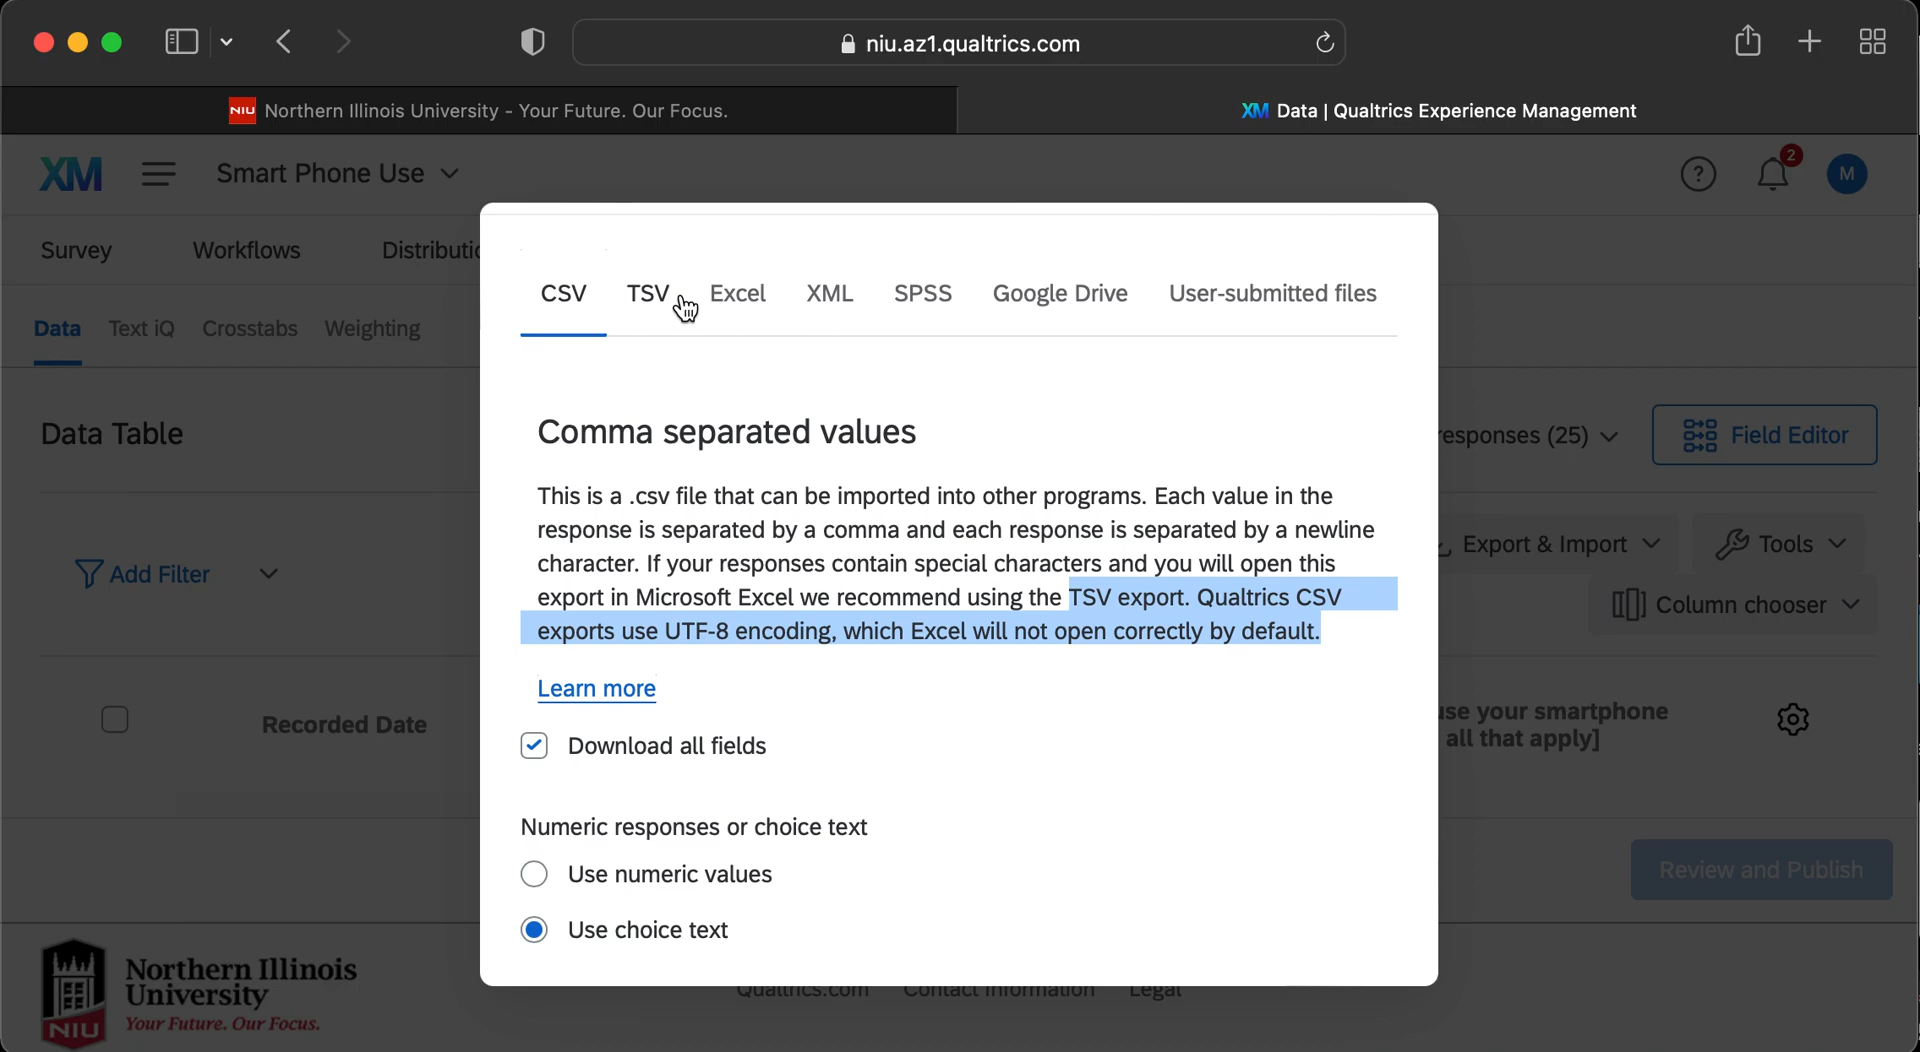 niu.az1.qualtrics.com
NIU Northern Illinois University - Your Future. Our Focus.
XM Data | Qualtrics Experience Management
XM Smart Phone Use
? 2 M
Survey Workflows
CSV TSV Excel XML SPSS Google Drive User-submitted files
Data Text iQ Crosstabs Weighting
Data Table
(25) Field Editor
Comma separated values
This is a .csv file that can be imported into other programs. Each value in the
response is separated by a comma and each response is separated by a newline
character. If your responses contain special characters and you will open this
export in Microsoft Excel we recommend using the TSV export. Qualtrics CSV
exports use UTF-8 encoding, which Excel will not open correctly by default.
Export & Import Tools
Add Filter
Column chooser
Learn more
Recorded Date
your smartphone
all that apply]
Download all fields
Numeric responses or choice text
Use numeric values
Use choice text
Review and Publish
Northern Illinois
University
Your Future. Our Focus.
NIU
Qualtrics.com Contact Information Legal